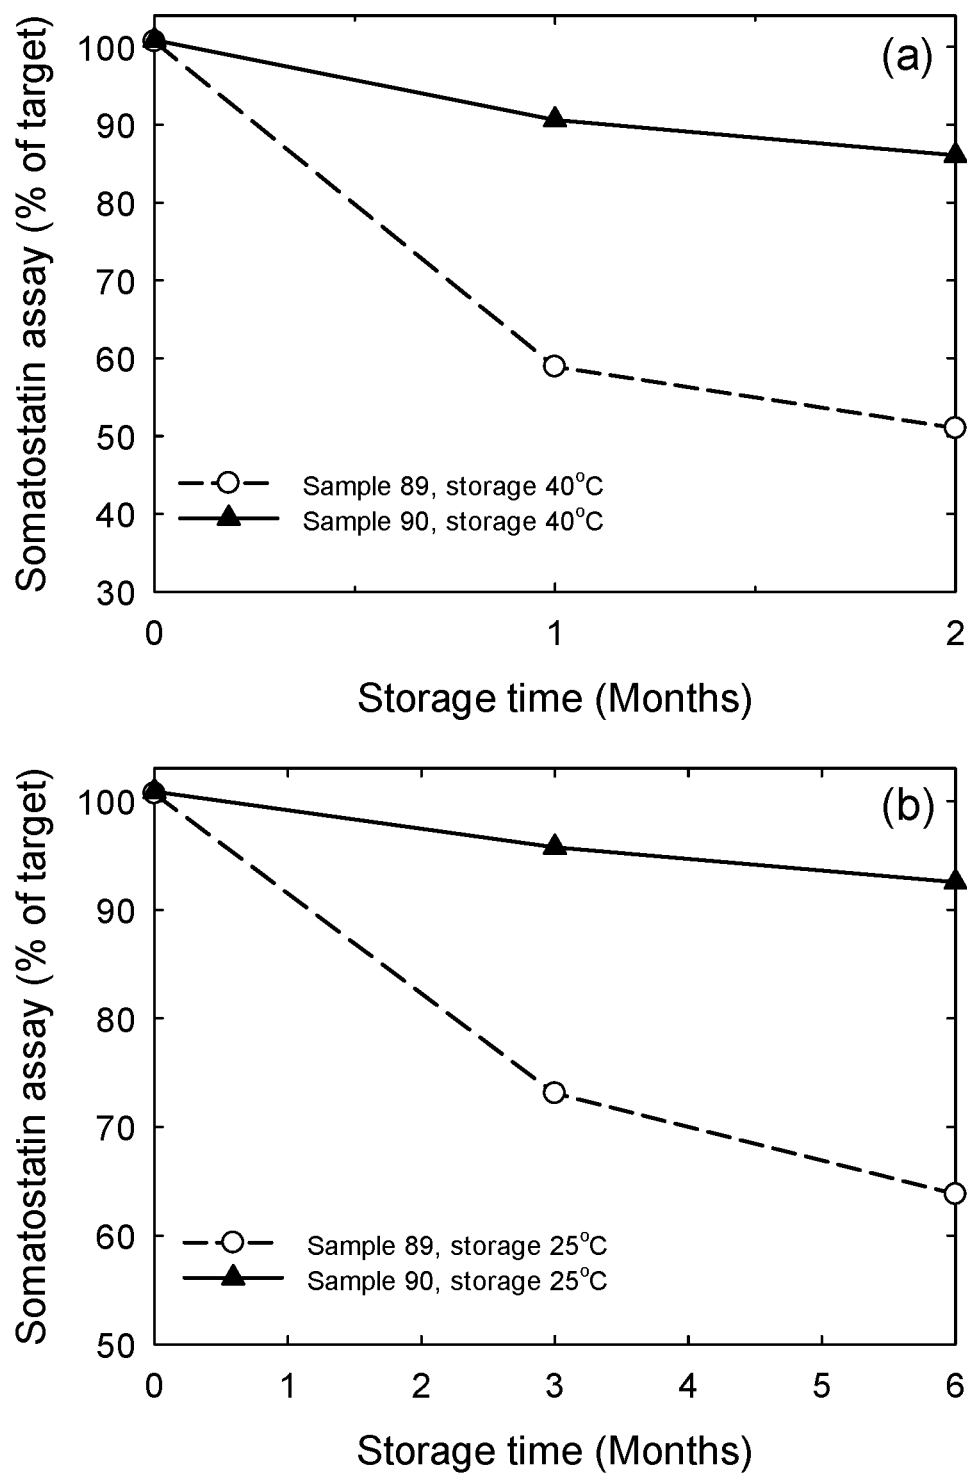 (a)
Somatostatin assay (% of target)
100
90
80
70
60
50
40
30
Sample 89, storage 40°C
Sample 90, storage 40°C
0 1 2
Storage time (Months)
(b)
Somatostatin assay (% of target)
100
90
80
70
60
50
Sample 89, storage 25°C
Sample 90, storage 25°C
0 1 2 3 4 5 6
Storage time (Months)